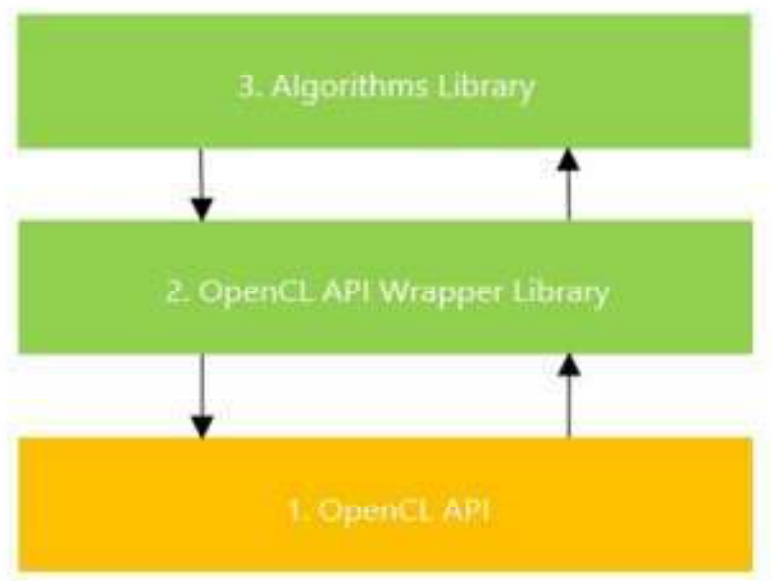 3. Algorithms Library
2. OpenCL API Wrapper Library
1. OpenCL API